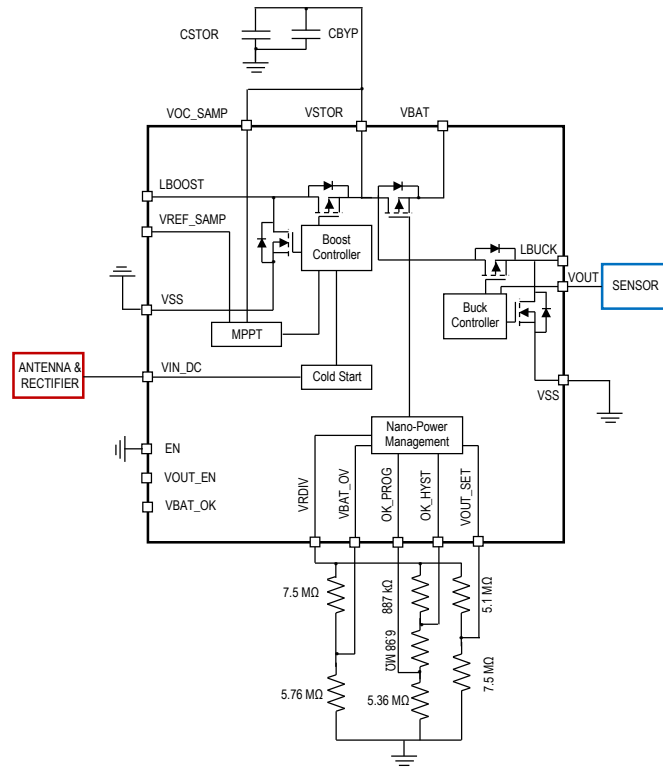 CSTOR
CBYP
VOC_SAMP
VSTOR
VBAT
LBOOST
VREF_SAMP
Boost
Controller
LBUCK
VOUT
SENSOR
Buck
Controller
VSS
MPPT
ANTENNA &
RECTIFIER
VIN_DC
Cold Start
VSS
Nano-Power
Management
EN
VOUT_EN
VBAT_OK
VRDIV
VBAT_OV
OK_PROG
OK_HYST
VOUT_SET
7.5 MΩ
887 kΩ
5.1 MΩ
6.98 MΩ
5.76 MΩ
5.36 MΩ
7.5 MΩ